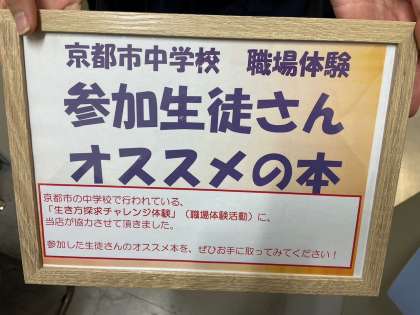 京都市中学校　職場体験
参加生徒さん
オススメの本
京都市の中学校で行われている、
「生き方探求チャレンジ体験」（職場体験活動）に、
当店が協力させて頂きました。
参加した生徒さんのオススメ本を、ぜひお手に取ってみてください！